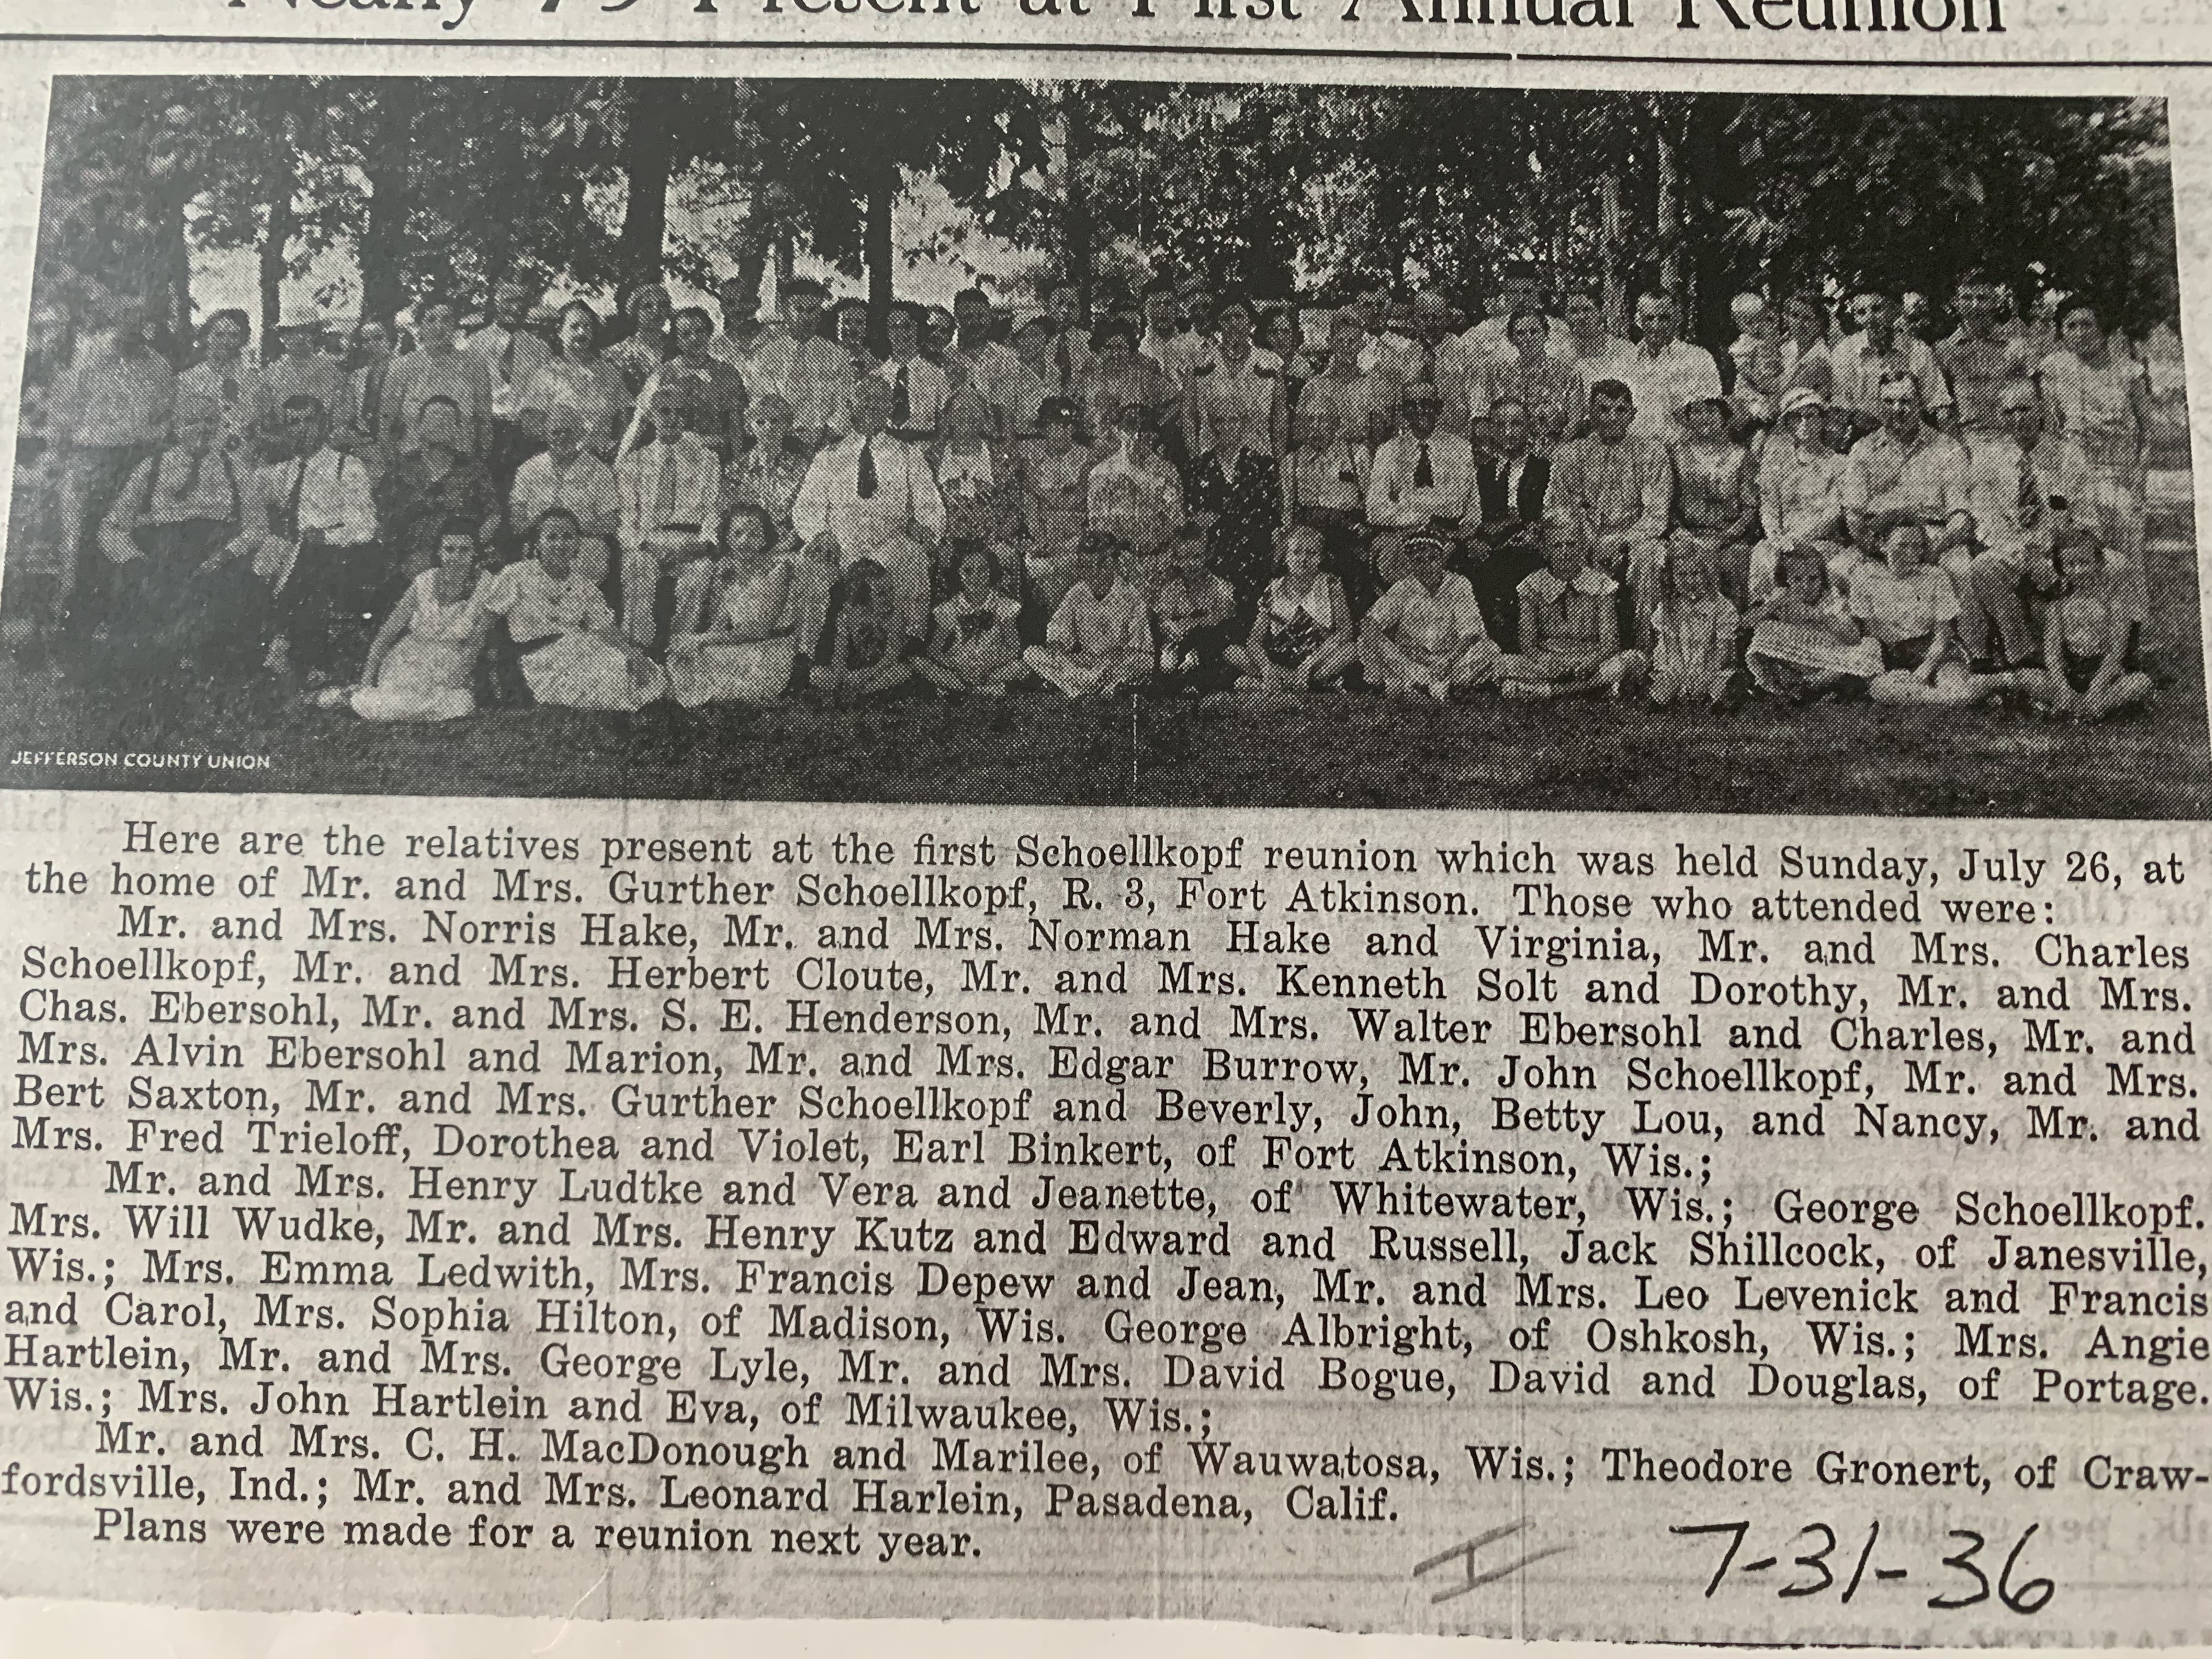 Nearly 75 Present at First Annual Reunion
JEFFERSON COUNTY UNION
Here are the relatives present at the first Schoellkopf reunion which was held Sunday, July 26, at
the home of Mr. and Mrs. Gurther Schoellkopf, R. 3, Fort Atkinson. Those who attended were:
Mr. and Mrs. Norris Hake, Mr. and Mrs. Norman Hake and Virginia, Mr. and Mrs. Charles
Schoellkopf, Mr. and Mrs. Herbert Cloute, Mr. and Mrs. Kenneth Solt and Dorothy, Mr. and Mrs.
Chas. Ebersohl, Mr. and Mrs. S. E. Henderson, Mr. and Mrs. Walter Ebersohl and Charles, Mr. and
Mrs. Alvin Ebersohl and Marion, Mr. and Mrs. Edgar Burrow, Mr. John Schoellkopf, Mr. and Mrs.
Bert Saxton, Mr. and Mrs. Gurther Schoellkopf and Beverly, John, Betty Lou, and Nancy, Mr. and
Mrs. Fred Trieloff, Dorothea and Violet, Earl Binkert, of Fort Atkinson, Wis.;
Mr. and Mrs. Henry Ludtke and Vera and Jeanette, of Whitewater, Wis.; George Schoellkopf.
Mrs. Will Wudke, Mr. and Mrs. Henry Kutz and Edward and Russell, Jack Shillcock, of Janesville,
Wis.; Mrs. Emma Ledwith, Mrs. Francis Depew and Jean, Mr. and Mrs. Leo Levenick and Francis
and Carol, Mrs. Sophia Hilton, of Madison, Wis. George Albright, of Oshkosh, Wis.; Mrs. Angie
Hartlein, Mr. and Mrs. George Lyle, Mr. and Mrs. David Bogue, David and Douglas, of Portage.
Wis.; Mrs. John Hartlein and Eva, of Milwaukee, Wis.;
Mr. and Mrs. C. H. MacDonough and Marilee, of Wauwatosa, Wis.; Theodore Gronert, of Craw-
fordsville, Ind.; Mr. and Mrs. Leonard Harlein, Pasadena, Calif.
Plans were made for a reunion next year.
I 7-31-36